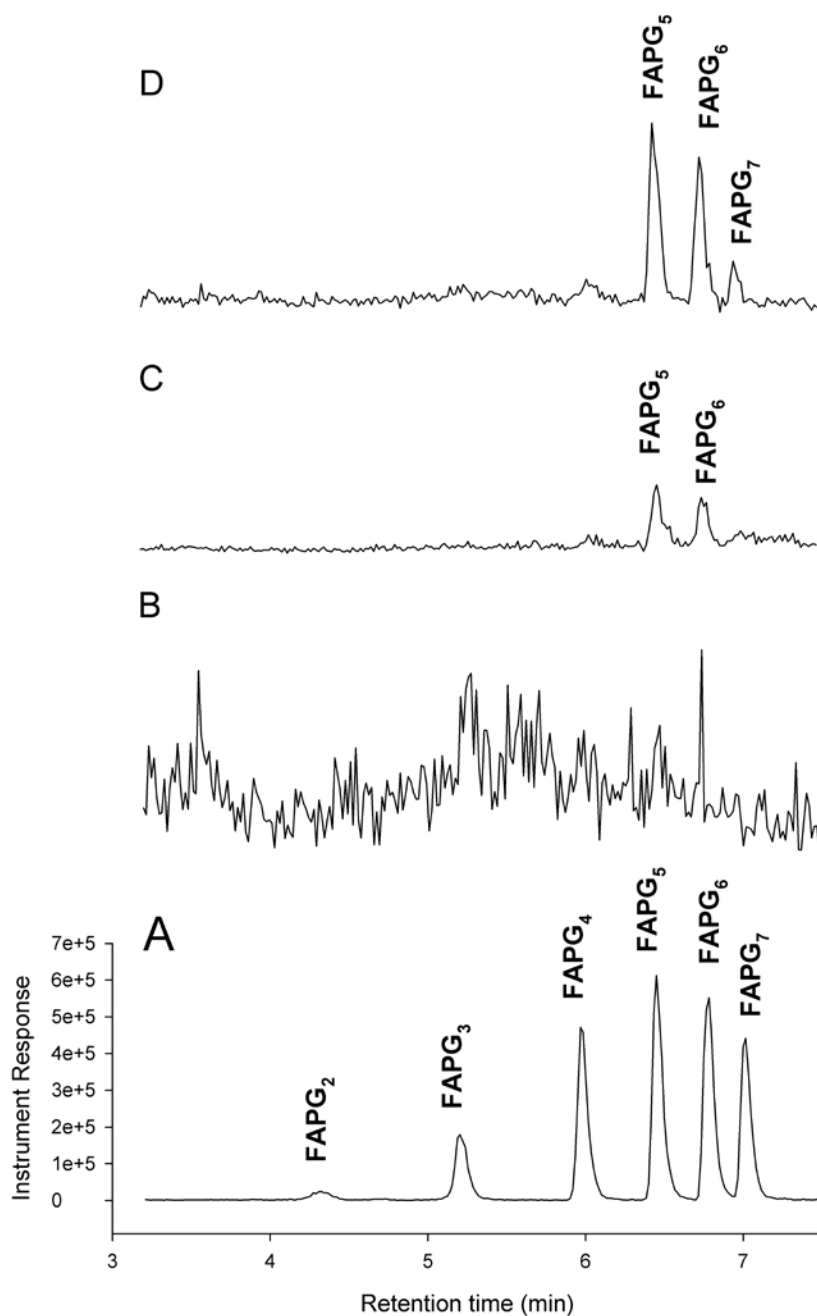 D
FAPG5
FAPG6
FAPG7
C
FAPG5
FAPG6
B
A
FAPG2
FAPG3
FAPG4
FAPG5
FAPG6
FAPG7
Instrument Response
7e+5
6e+5
5e+5
4e+5
3e+5
2e+5
1e+5
0
3 4 5 6 7
Retention time (min)